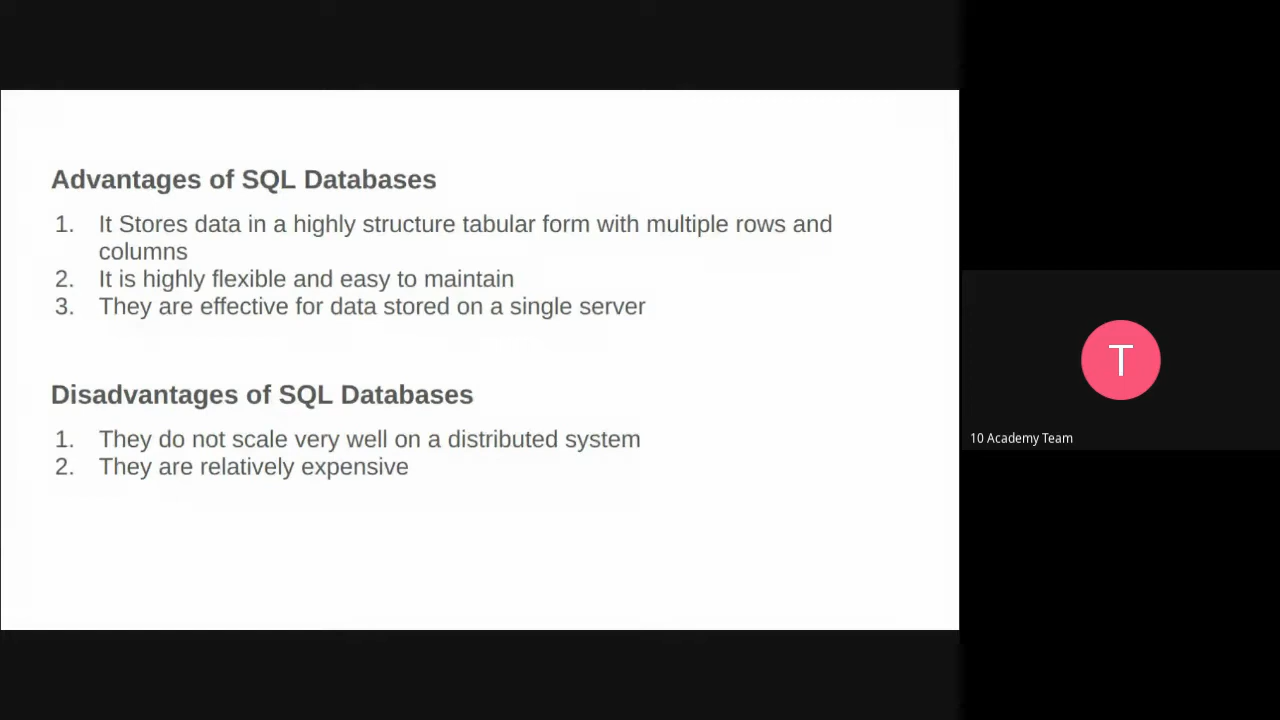 Advantages of SQL Databases
1. It Stores data in a highly structure tabular form with multiple rows and
columns
2. It is highly flexible and easy to maintain
3. They are effective for data stored on a single server
Disadvantages of SQL Databases
1. They do not scale very well on a distributed system
2. They are relatively expensive
T
10 Academy Team